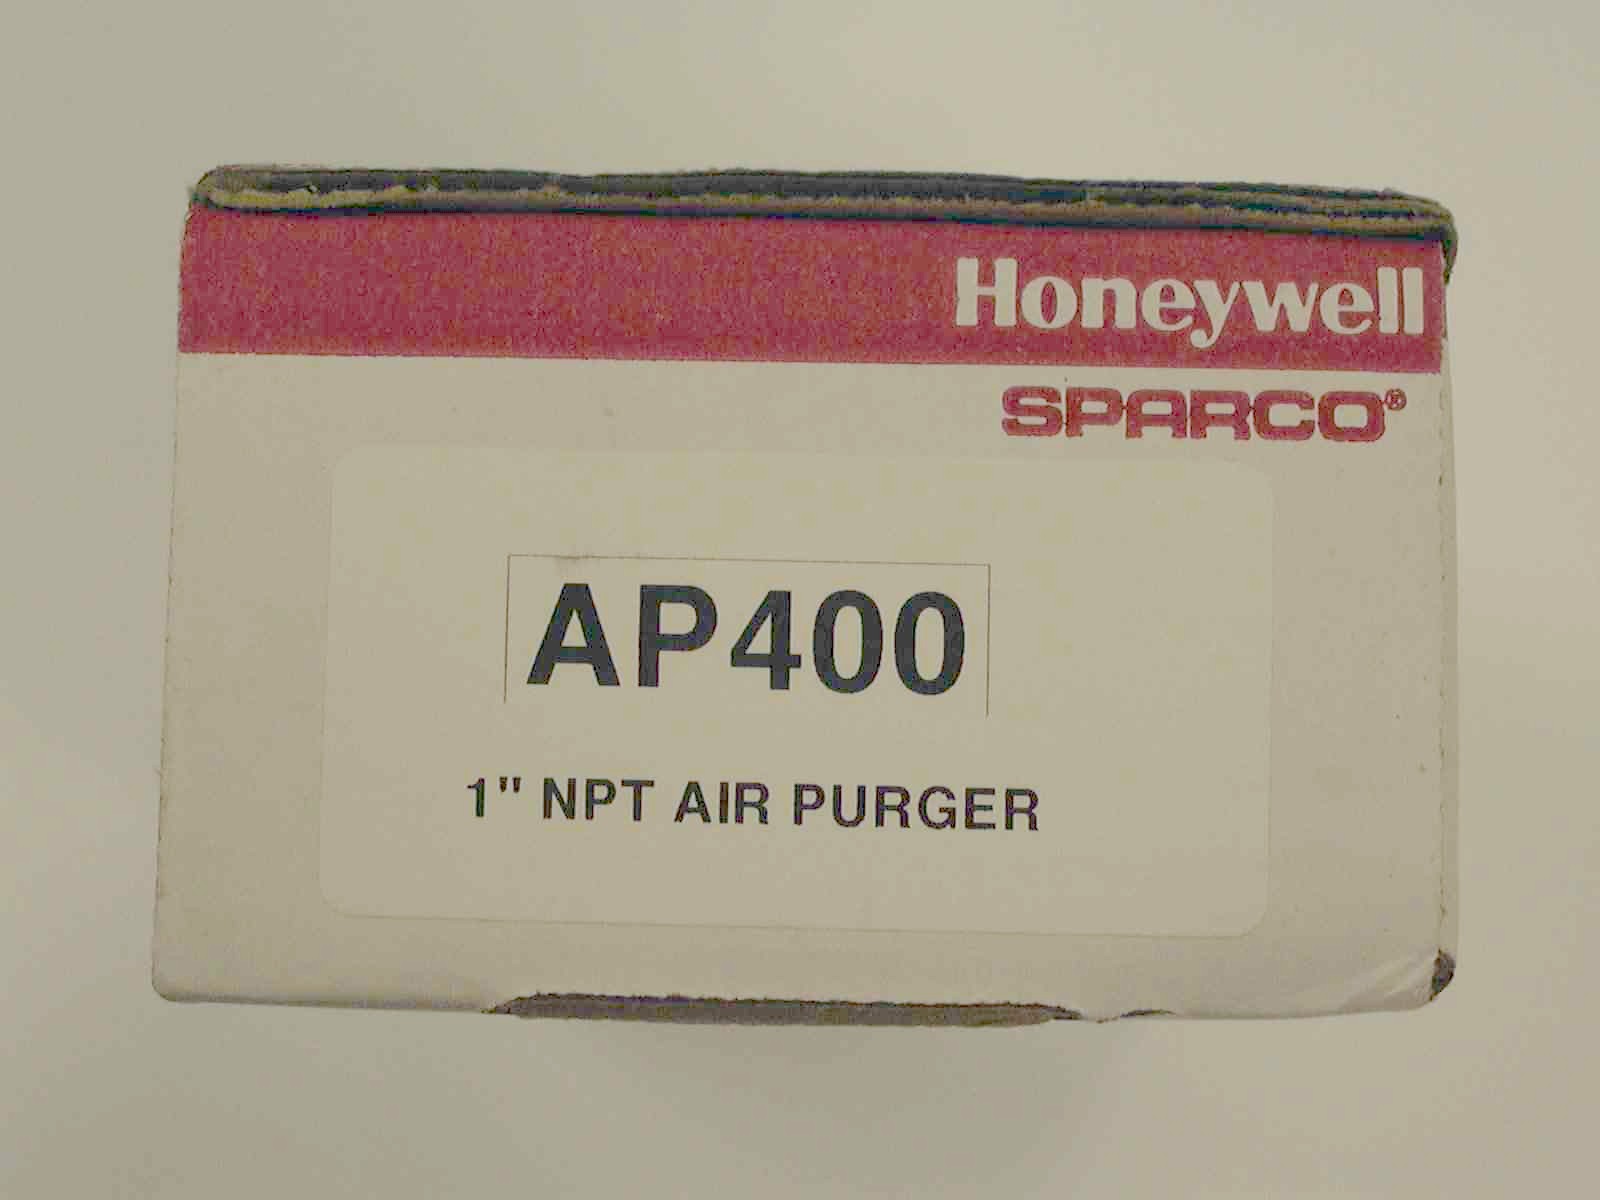 Honeywell
SPARCO®
AP400
1" NPT AIR PURGER